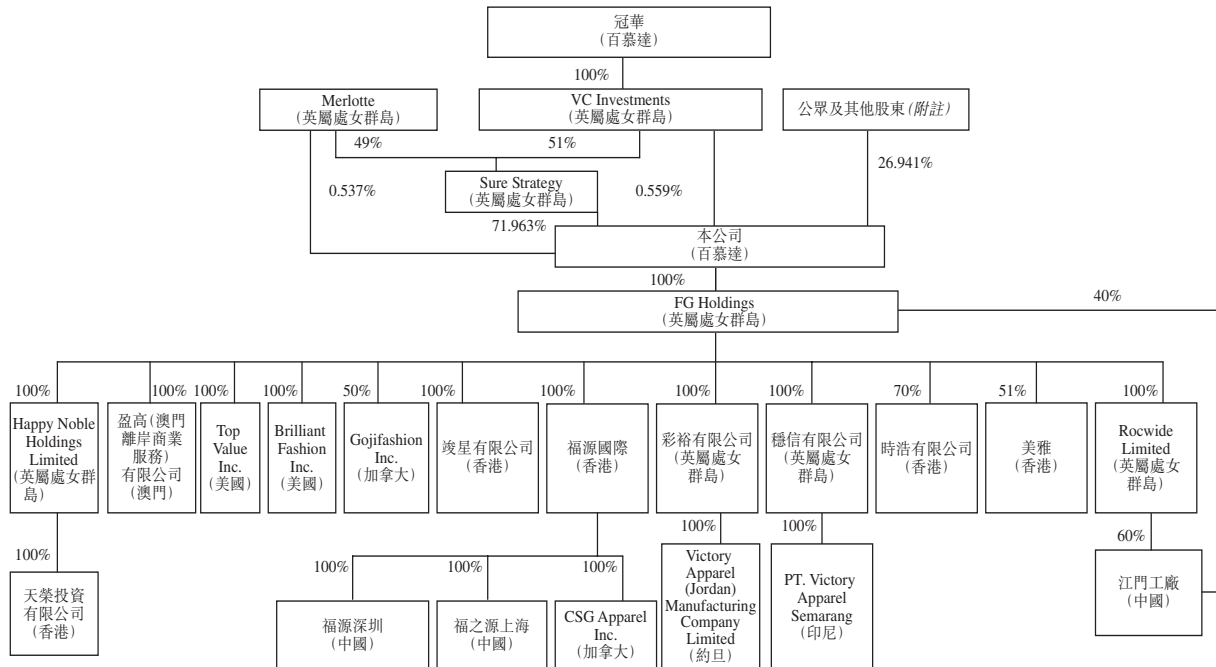 冠華
(百慕達)
100%
Merlotte
(英屬處女群島)
VC Investments
(英屬處女群島)
公眾及其他股東(附註)
49%
51%
26.941%
0.537%
Sure Strategy
(英屬處女群島)
0.559%
71.963%
本公司
(百慕達)
100%
FG Holdings
(英屬處女群島)
40%
100%
100%
100%
100%
50%
100%
100%
100%
100%
70%
51%
100%
Happy Noble
Holdings
Limited
(英屬處女群
島)
盈高(澳門
離岸商業
服務)
有限公司
(澳門)
Top
Value
Inc.
(美國)
Brilliant
Fashion
Inc.
(美國)
Gojifashion
Inc.
(加拿大)
竣星有限公司
(香港)
福源國際
(香港)
彩裕有限公司
(英屬處女
群島)
穩信有限公司
(英屬處女
群島)
時浩有限公司
(香港)
美雅
(香港)
Rocwide
Limited
(英屬處女
群島)
100%
100%
100%
100%
100%
100%
60%
天榮投資
有限公司
(香港)
福源深圳
(中國)
福之源上海
(中國)
CSG Apparel
Inc.
(加拿大)
Victory
Apparel
(Jordan)
Manufacturing
Company
Limited
(約旦)
PT. Victory
Apparel
Semarang
(印尼)
江門工廠
(中國)